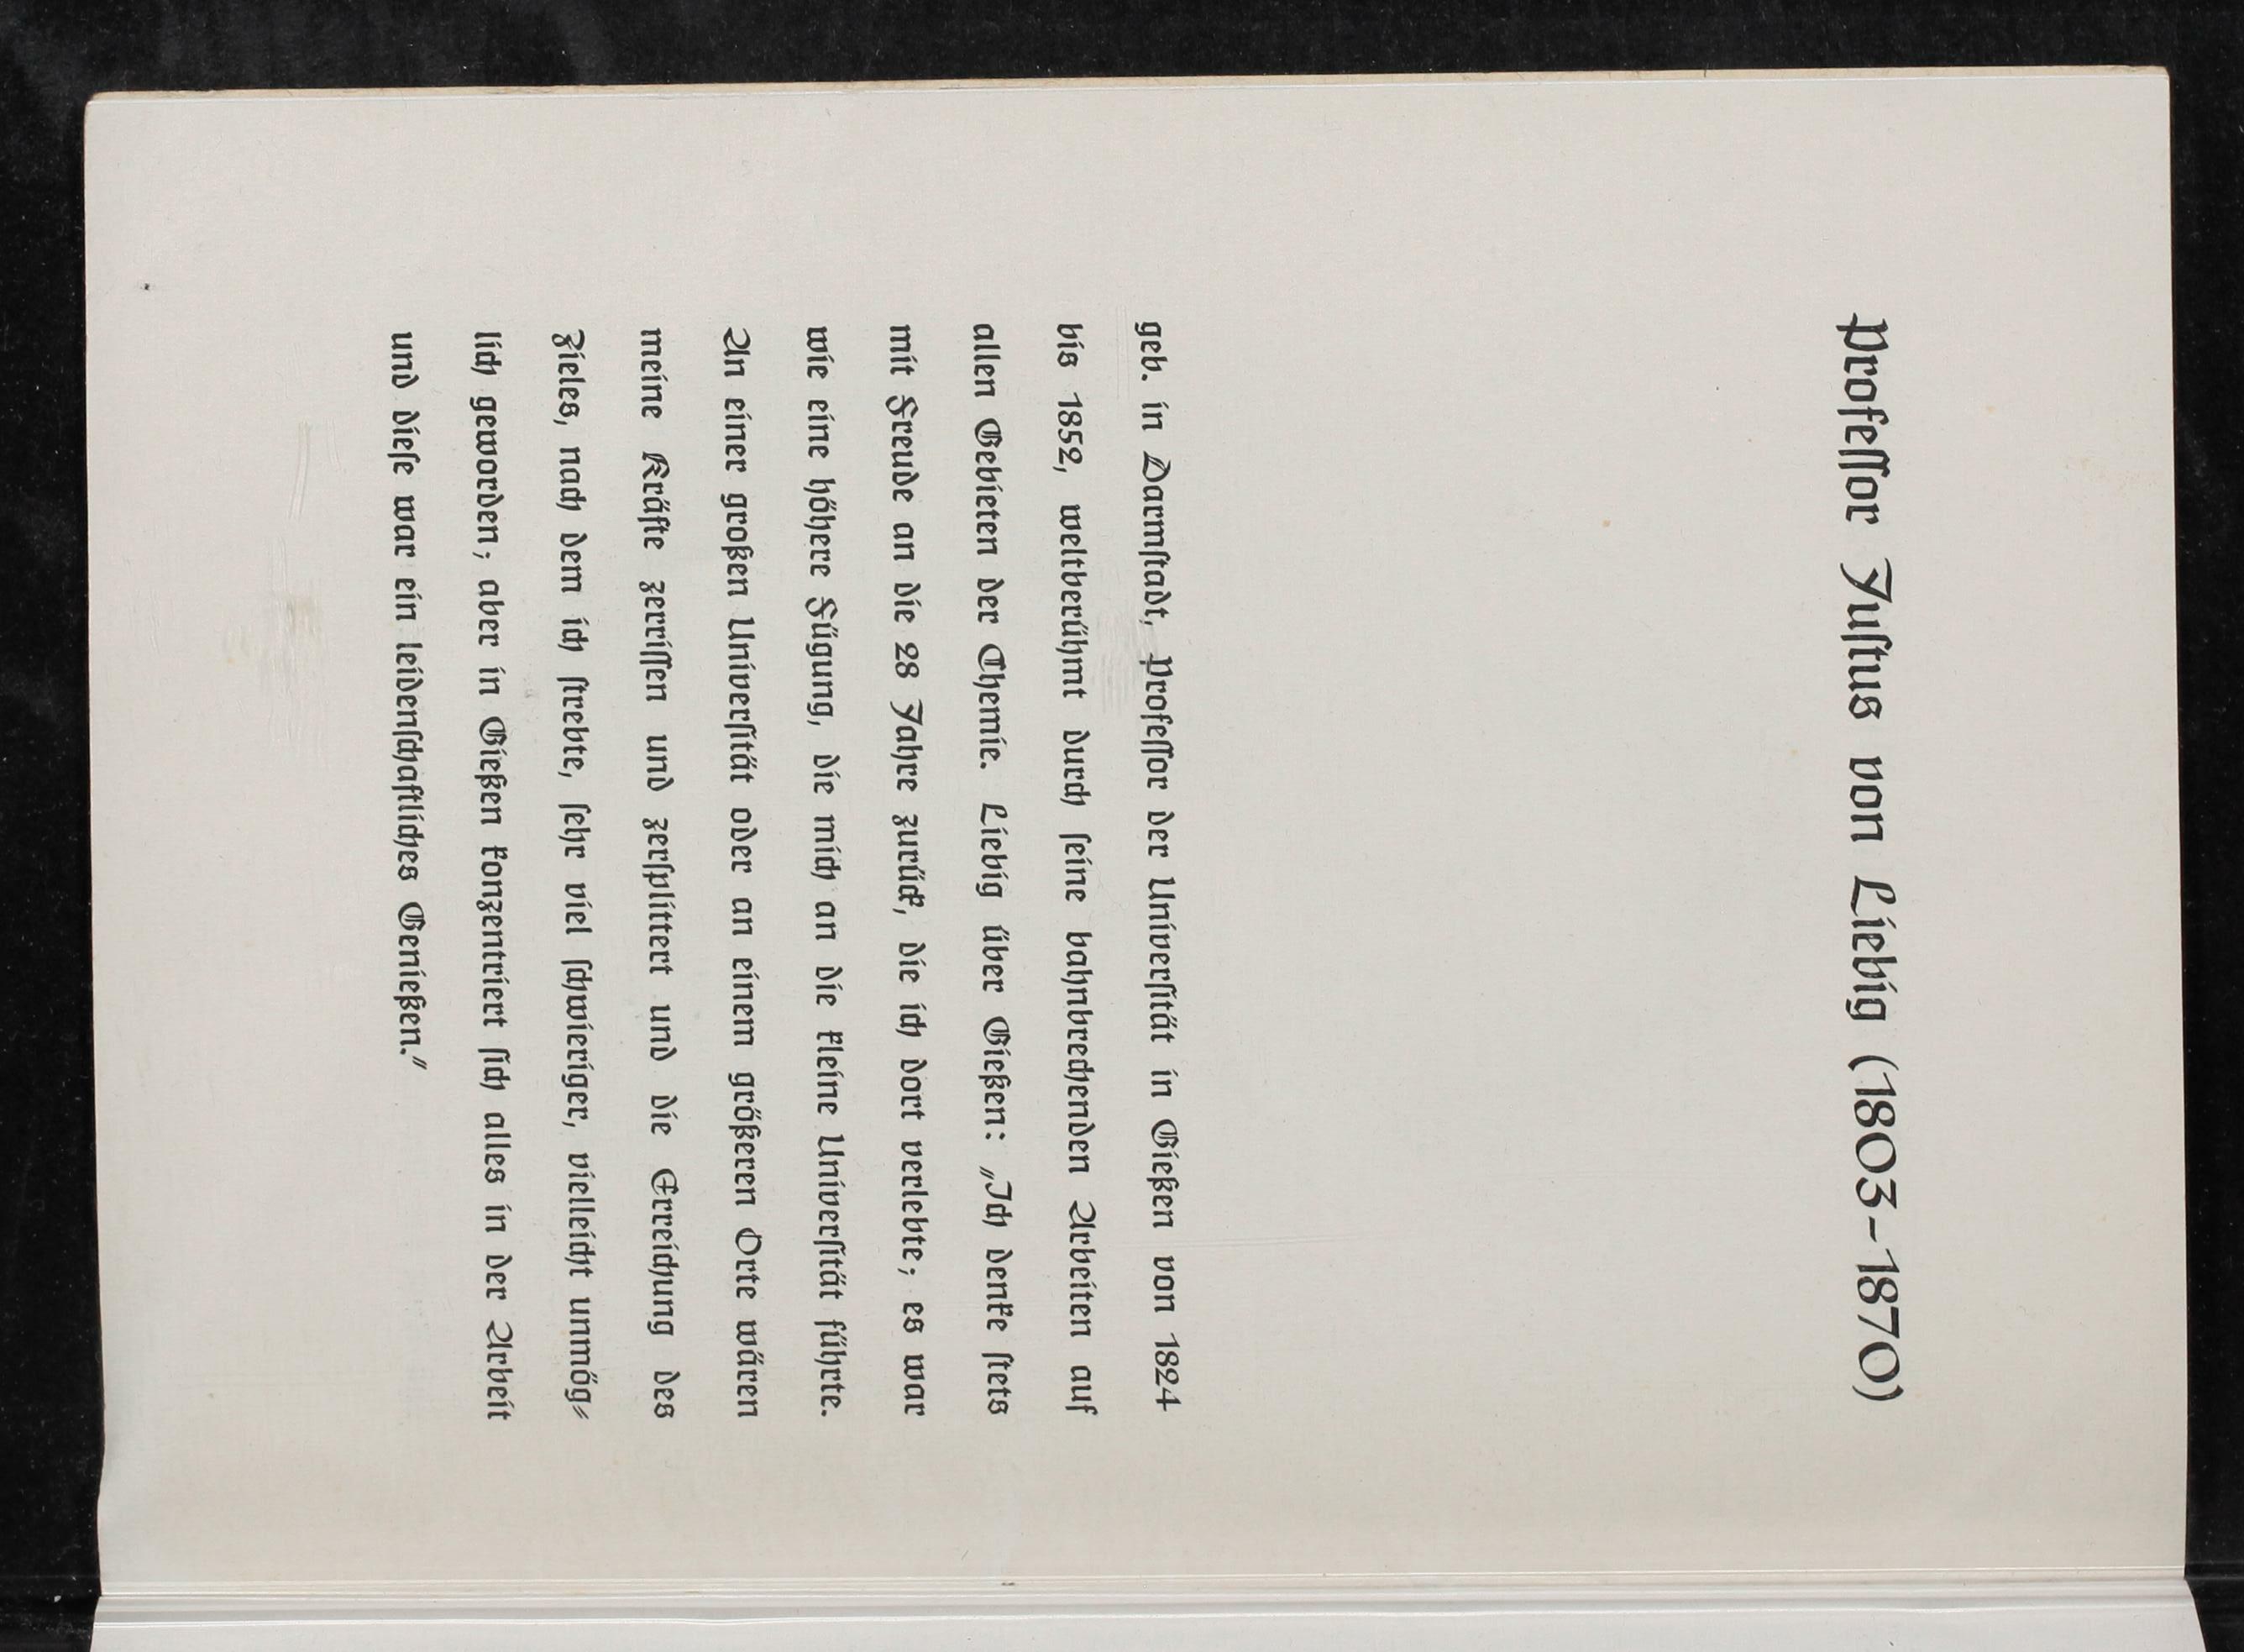 Professor Justus von Liebig (1803-1870)
geb. in Darmstadt, Professor der Universität in Gießen von 1824
bis 1852, weltberühmt durch seine bahnbrechenden Arbeiten auf
allen Gebieten der Chemie. Liebig über Gießen: „Ich denke stets
mit Freude an die 28 Jahre zurück, die ich dort verlebte; es war
wie eine höhere Fügung, die mich an die kleine Universität führte.
An einer großen Universität oder an einem größeren Orte wären
meine Kräfte zerrissen und zersplittert und die Erreichung des
Zieles, nach dem ich strebte, sehr viel schwieriger, vielleicht unmög-
lich geworden; aber in Gießen konzentriert sich alles in der Arbeit
und diese war ein leidenschaftliches Genießen.“